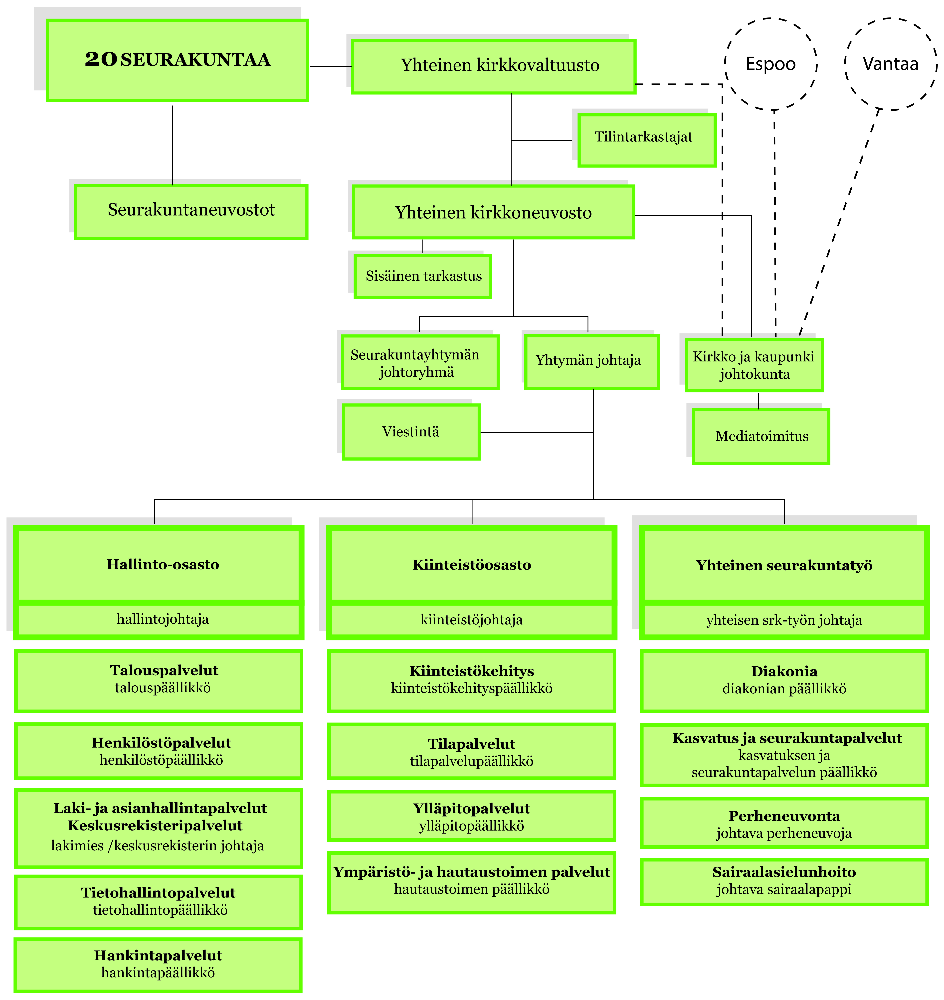 20 SEURAKUNTAA
Yhteinen kirkkovaltuusto
Espoo
Vantaa
Tilintarkastajat
Seurakuntaneuvostot
Yhteinen kirkkoneuvosto
Sisäinen tarkastus
Seurakuntayhtymän
johtoryhmä
Yhtymän johtaja
Kirkko ja kaupunki
johtokunta
Viestintä
Mediatoimitus
Hallinto-osasto
hallintojohtaja
Talouspalvelut
talouspäällikkö
Henkilöstöpalvelut
henkilöstöpäällikkö
Laki- ja asianhallintapalvelut
Keskusrekisteripalvelut
lakimies /keskusrekisterin johtaja
Tietohallintopalvelut
tietohallintopäällikkö
Hankintapalvelut
hankintapäällikkö
Kiinteistöosasto
kiinteistöjohtaja
Kiinteistökehitys
kiinteistökehityspäällikkö
Tilapalvelut
tilapalvelupäällikkö
Ylläpitopalvelut
ylläpitopäällikkö
Ympäristö- ja hautaustoimen palvelut
hautaustoimen päällikkö
Yhteinen seurakuntatyö
yhteisen srk-työn johtaja
Diakonia
diakonian päällikkö
Kasvatus ja seurakuntapalvelut
kasvatuksen ja
seurakuntapalvelun päällikkö
Perheneuvonta
johtava perheneuvoja
Sairaalasielunhoito
johtava sairaalapappi